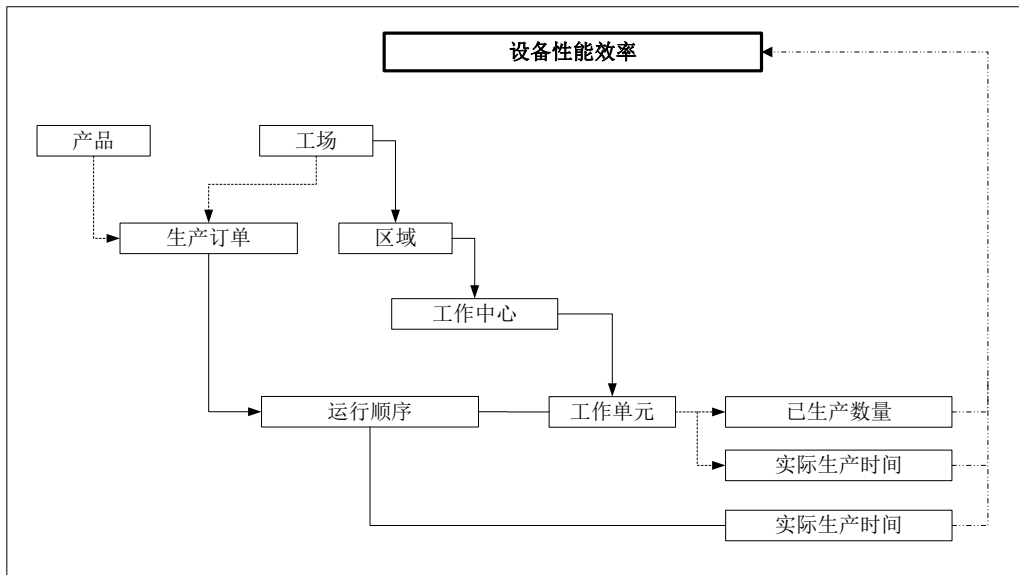 设备性能效率
产品
工场
生产订单
区域
工作中心
运行顺序
工作单元
已生产数量
实际生产时间
实际生产时间